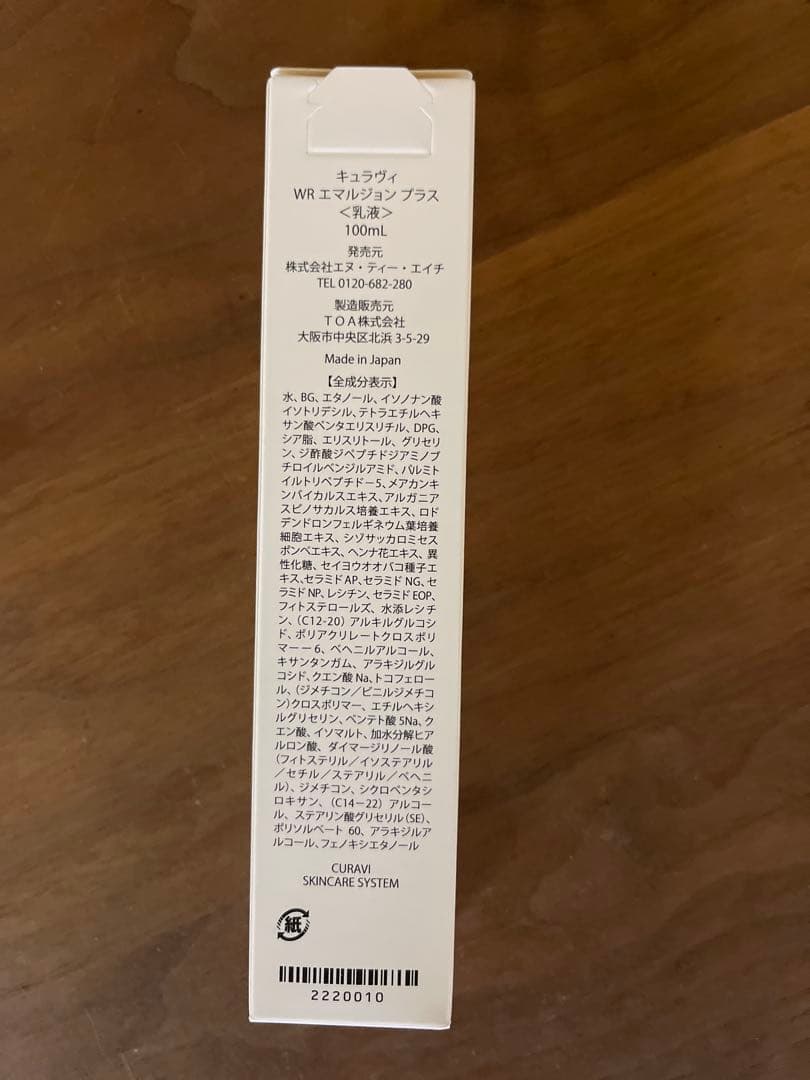 キュラヴィ
WR エマルジョン プラス
＜乳液＞
100mL
発売元
株式会社エヌ・ティー・エイチ
TEL 0120-682-280
製造販売元
ＴＯＡ株式会社
大阪市中央区北浜 3-5-29
Made in Japan
【全成分表示】
水、BG、エタノール、イソノナン酸
イソトリデシル、テトラエチルヘキ
サン酸ペンタエリスリチル、DPG、
シア脂、エリスリトール、グリセリ
ン、ジ酢酸ジペプチドジアミノブ
チロイルベンジルアミド、パルミト
イルトリペプチド－5、メアカンキ
ンバイカルスエキス、アルガニア
スピノサカルス培養エキス、ロド
デンドロンフェルギネウム葉培養
細胞エキス、シゾサッカロミセス
ポンベエキス、ヘンナ花エキス、異
性化糖、セイヨウオオバコ種子エ
キス、セラミド AP、セラミド NG、セ
ラミド NP、レシチン、セラミド EOP、
フィトステロールズ、水添レシチ
ン、（C12-20）アルキルグルコシ
ド、ポリアクリレートクロスポリ
マー－6、ベヘニルアルコール、
キサンタンガム、アラキジルグル
コシド、クエン酸 Na、トコフェロー
ル、（ジメチコン／ビニルジメチコ
ン）クロスポリマー、エチルヘキシ
ルグリセリン、ペンテト酸 5Na、ク
エン酸、イソマルト、加水分解ヒア
ルロン酸、ダイマージリノール酸
（フィトステリル／イソステアリル
／セチル／ステアリル／ベヘニ
ル）、ジメチコン、シクロペンタシ
ロキサン、（C14－22）アルコー
ル、ステアリン酸グリセリル（SE）、
ポリソルベート 60、アラキジルア
ルコール、フェノキシエタノール
CURAVI
SKINCARE SYSTEM
紙
2220010